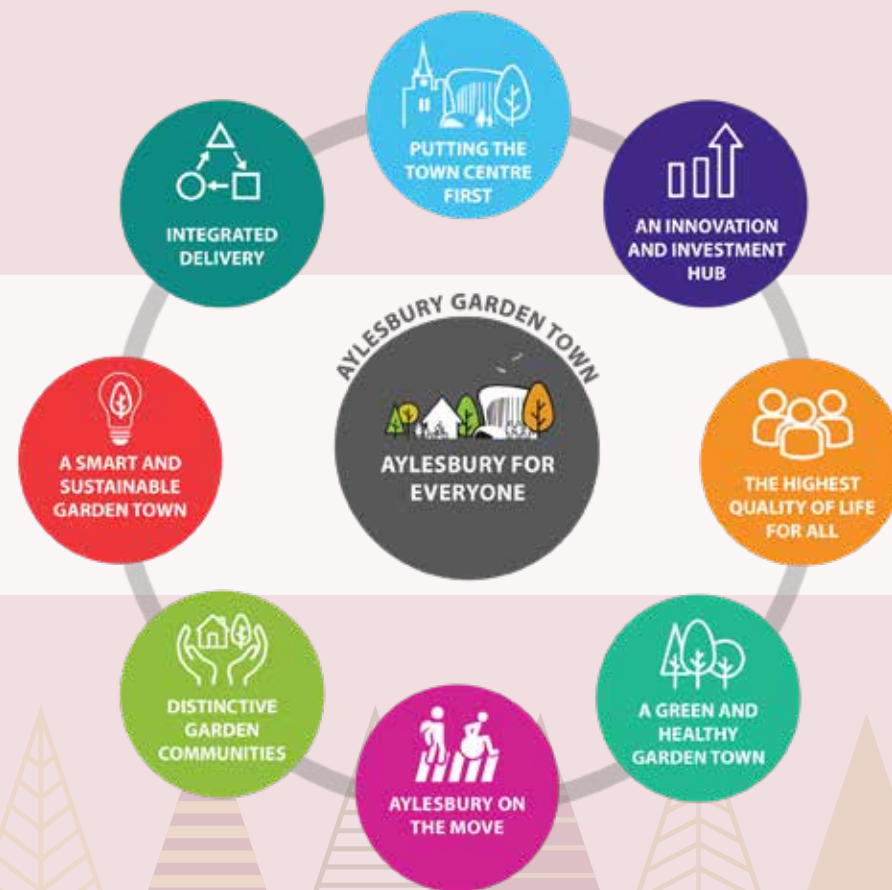 PUTTING THE
TOWN CENTRE
FIRST
AN INNOVATION
AND INVESTMENT
HUB
THE HIGHEST
QUALITY OF LIFE
FOR ALL
A GREEN AND
HEALTHY
GARDEN TOWN
AYLESBURY ON
THE MOVE
DISTINCTIVE
GARDEN
COMMUNITIES
A SMART AND
SUSTAINABLE
GARDEN TOWN
INTEGRATED
DELIVERY
AYLESBURY GARDEN TOWN
AYLESBURY FOR
EVERYONE